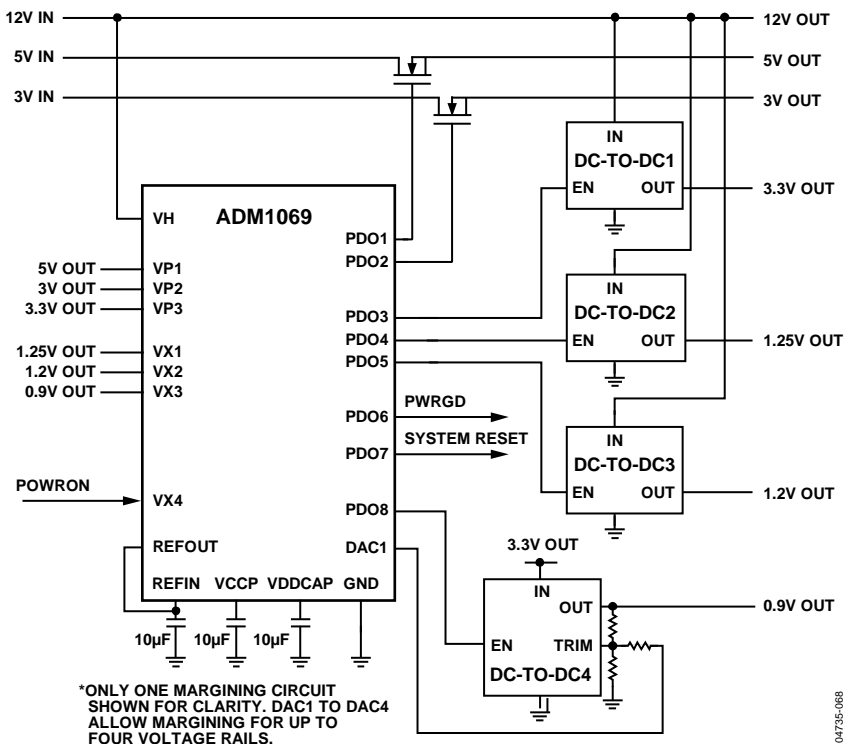 12V IN
12V OUT
5V IN
5V OUT
3V IN
3V OUT
IN
DC-TO-DC1
EN OUT
3.3V OUT
VH
ADM1069
PDO1
PDO2
5V OUT
VP1
3V OUT
VP2
3.3V OUT
VP3
PDO3
IN
DC-TO-DC2
EN OUT
1.25V OUT
PDO4
PDO5
1.25V OUT
VX1
1.2V OUT
VX2
0.9V OUT
VX3
PDO6
PWRGD
PDO7
SYSTEM RESET
IN
DC-TO-DC3
EN OUT
1.2V OUT
POWRON
VX4
PDO8
REFOUT
DAC1
REFIN VCCP VDDCAP GND
10µF 10µF 10µF
3.3V OUT
IN
OUT
0.9V OUT
EN TRIM
DC-TO-DC4
*ONLY ONE MARGINING CIRCUIT
SHOWN FOR CLARITY. DAC1 TO DAC4
ALLOW MARGINING FOR UP TO
FOUR VOLTAGE RAILS.
04735-068